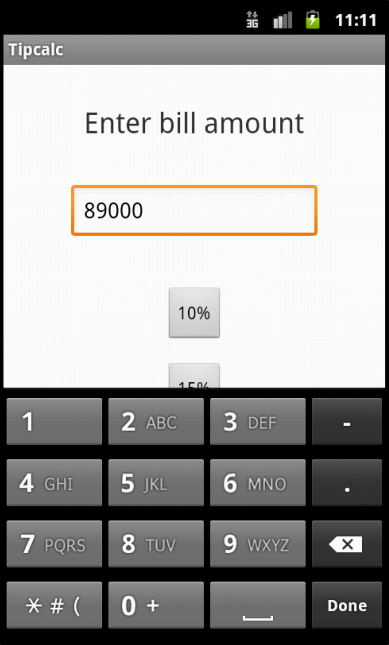 3G 11:11
Tipcalc
Enter bill amount
89000
10%
15%
1 2 ABC 3 DEF -
4 GHI 5 JKL 6 MNO .
7 PQRS 8 TUV 9 WXYZ
* # ( 0 + Done